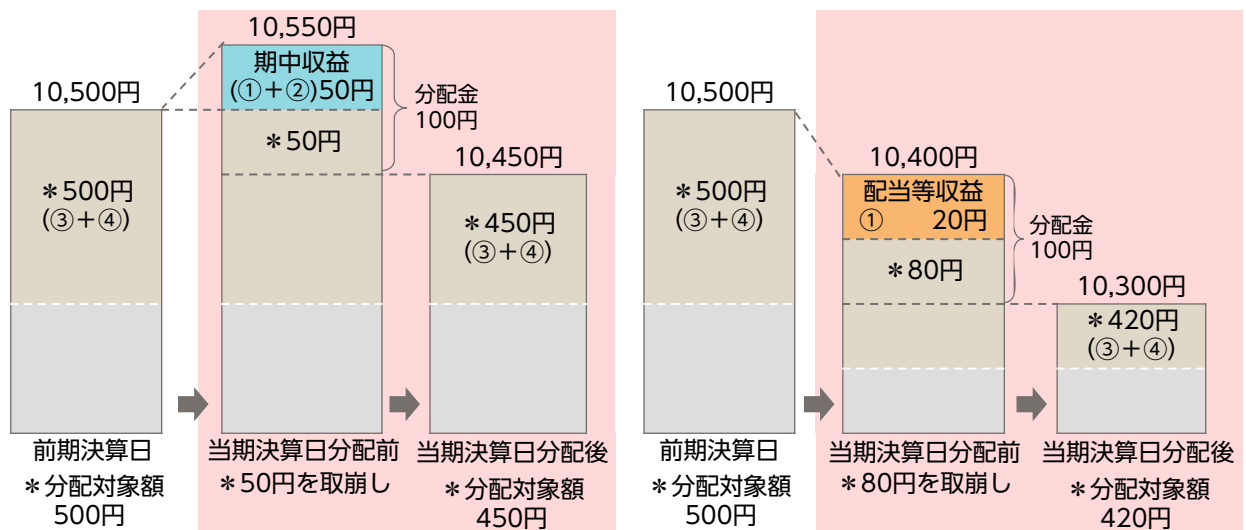 10,550円
期中収益
(①＋②)50円
分配金
100円
10,500円
＊50円
10,450円
＊500円
(③＋④)
＊450円
(③＋④)
前期決算日
当期決算日分配前
当期決算日分配後
＊分配対象額
500円
＊50円を取崩し
＊分配対象額
450円
10,500円
10,400円
配当等収益
① 20円
分配金
100円
＊500円
(③＋④)
＊80円
10,300円
＊420円
(③＋④)
前期決算日
当期決算日分配前
当期決算日分配後
＊分配対象額
500円
＊80円を取崩し
＊分配対象額
420円